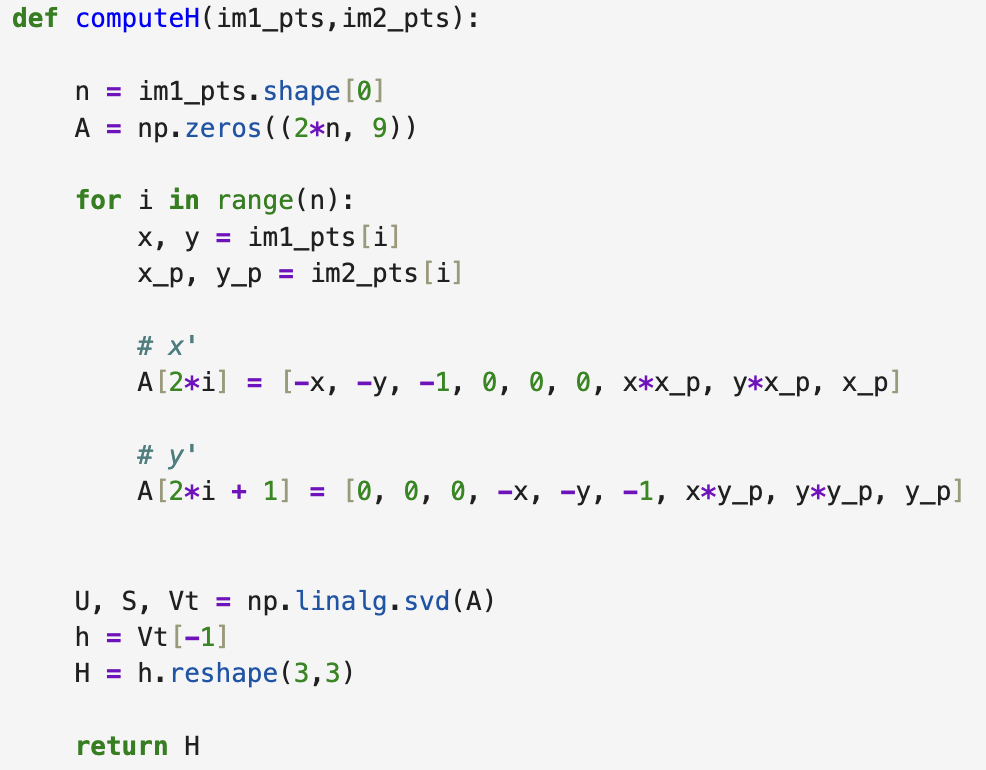 def computeH(im1_pts,im2_pts):
    n = im1_pts.shape[0]
    A = np.zeros((2*n, 9))
    for i in range(n):
        x, y = im1_pts[i]
        x_p, y_p = im2_pts[i]
        # x'
        A[2*i] = [-x, -y, -1, 0, 0, 0, x*x_p, y*x_p, x_p]
        # y'
        A[2*i + 1] = [0, 0, 0, -x, -y, -1, x*y_p, y*y_p, y_p]
    U, S, Vt = np.linalg.svd(A)
    h = Vt[-1]
    H = h.reshape(3,3)
    return H